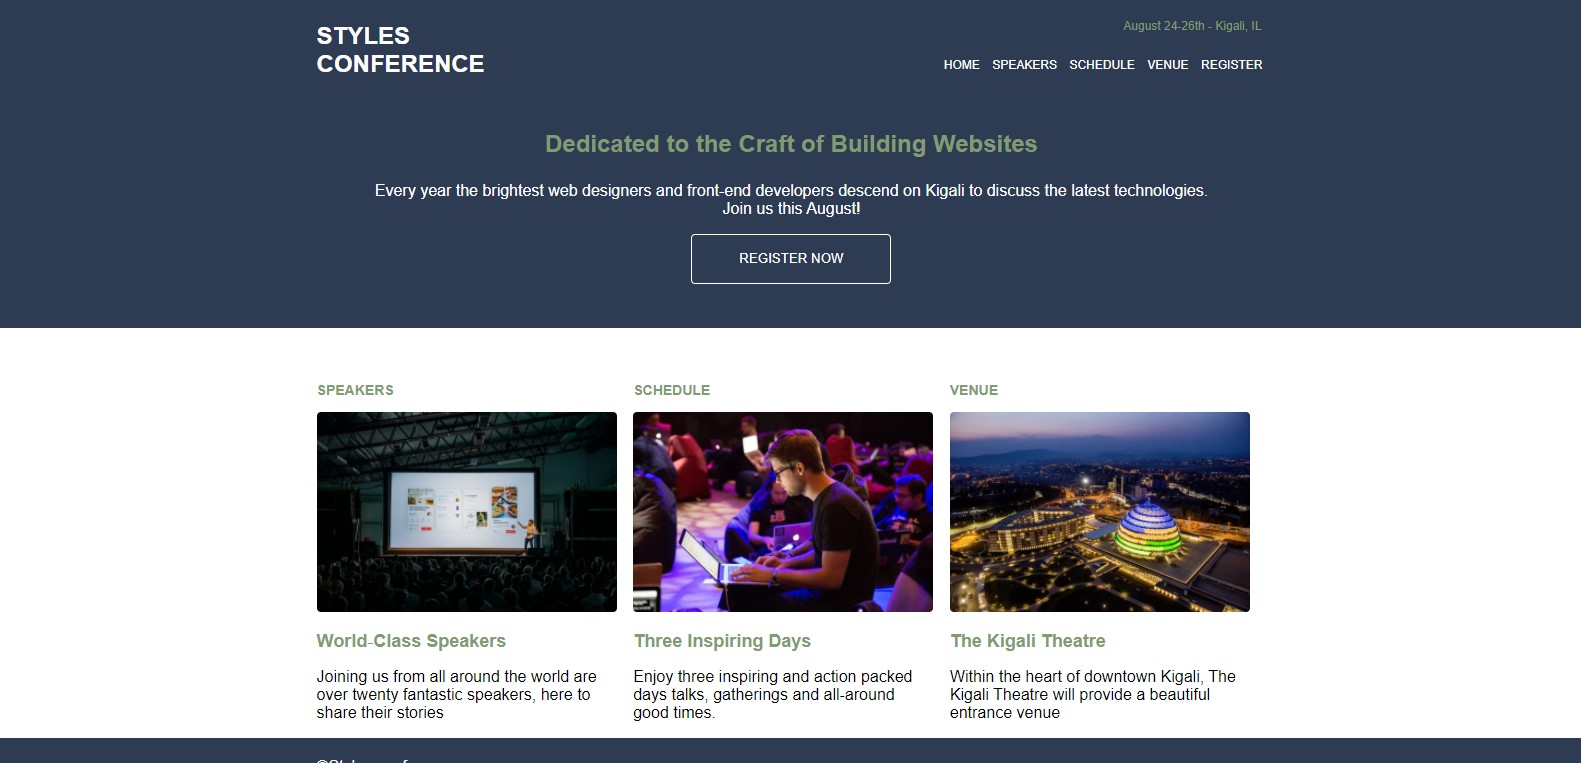 STYLES
CONFERENCE
August 24-26th - Kigali, IL
HOME SPEAKERS SCHEDULE VENUE REGISTER
Dedicated to the Craft of Building Websites
Every year the brightest web designers and front-end developers descend on Kigali to discuss the latest technologies.
Join us this August!
REGISTER NOW
SPEAKERS
SCHEDULE
VENUE
World-Class Speakers
Joining us from all around the world are
over twenty fantastic speakers, here to
share their stories
Three Inspiring Days
Enjoy three inspiring and action packed
days talks, gatherings and all-around
good times.
The Kigali Theatre
Within the heart of downtown Kigali, The
Kigali Theatre will provide a beautiful
entrance venue